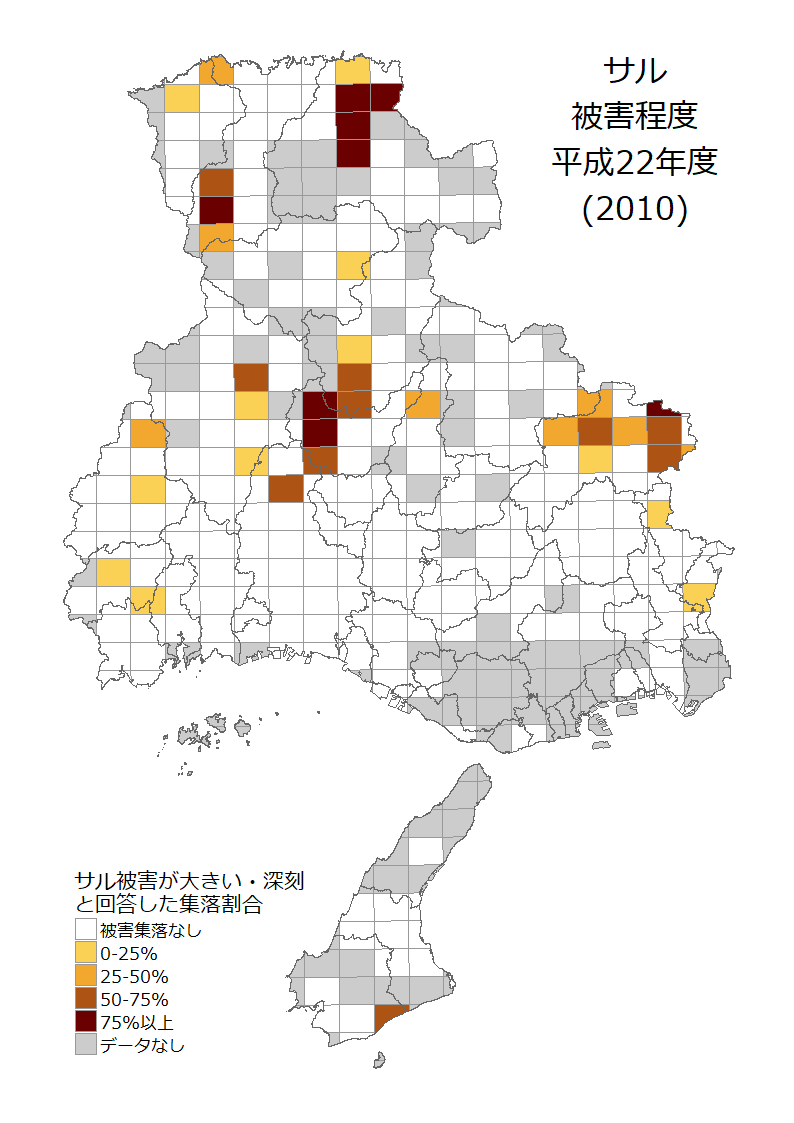 サル
被害程度
平成22年度
(2010)
サル被害が大きい・深刻
と回答した集落割合
被害集落なし
0-25%
25-50%
50-75%
75%以上
データなし